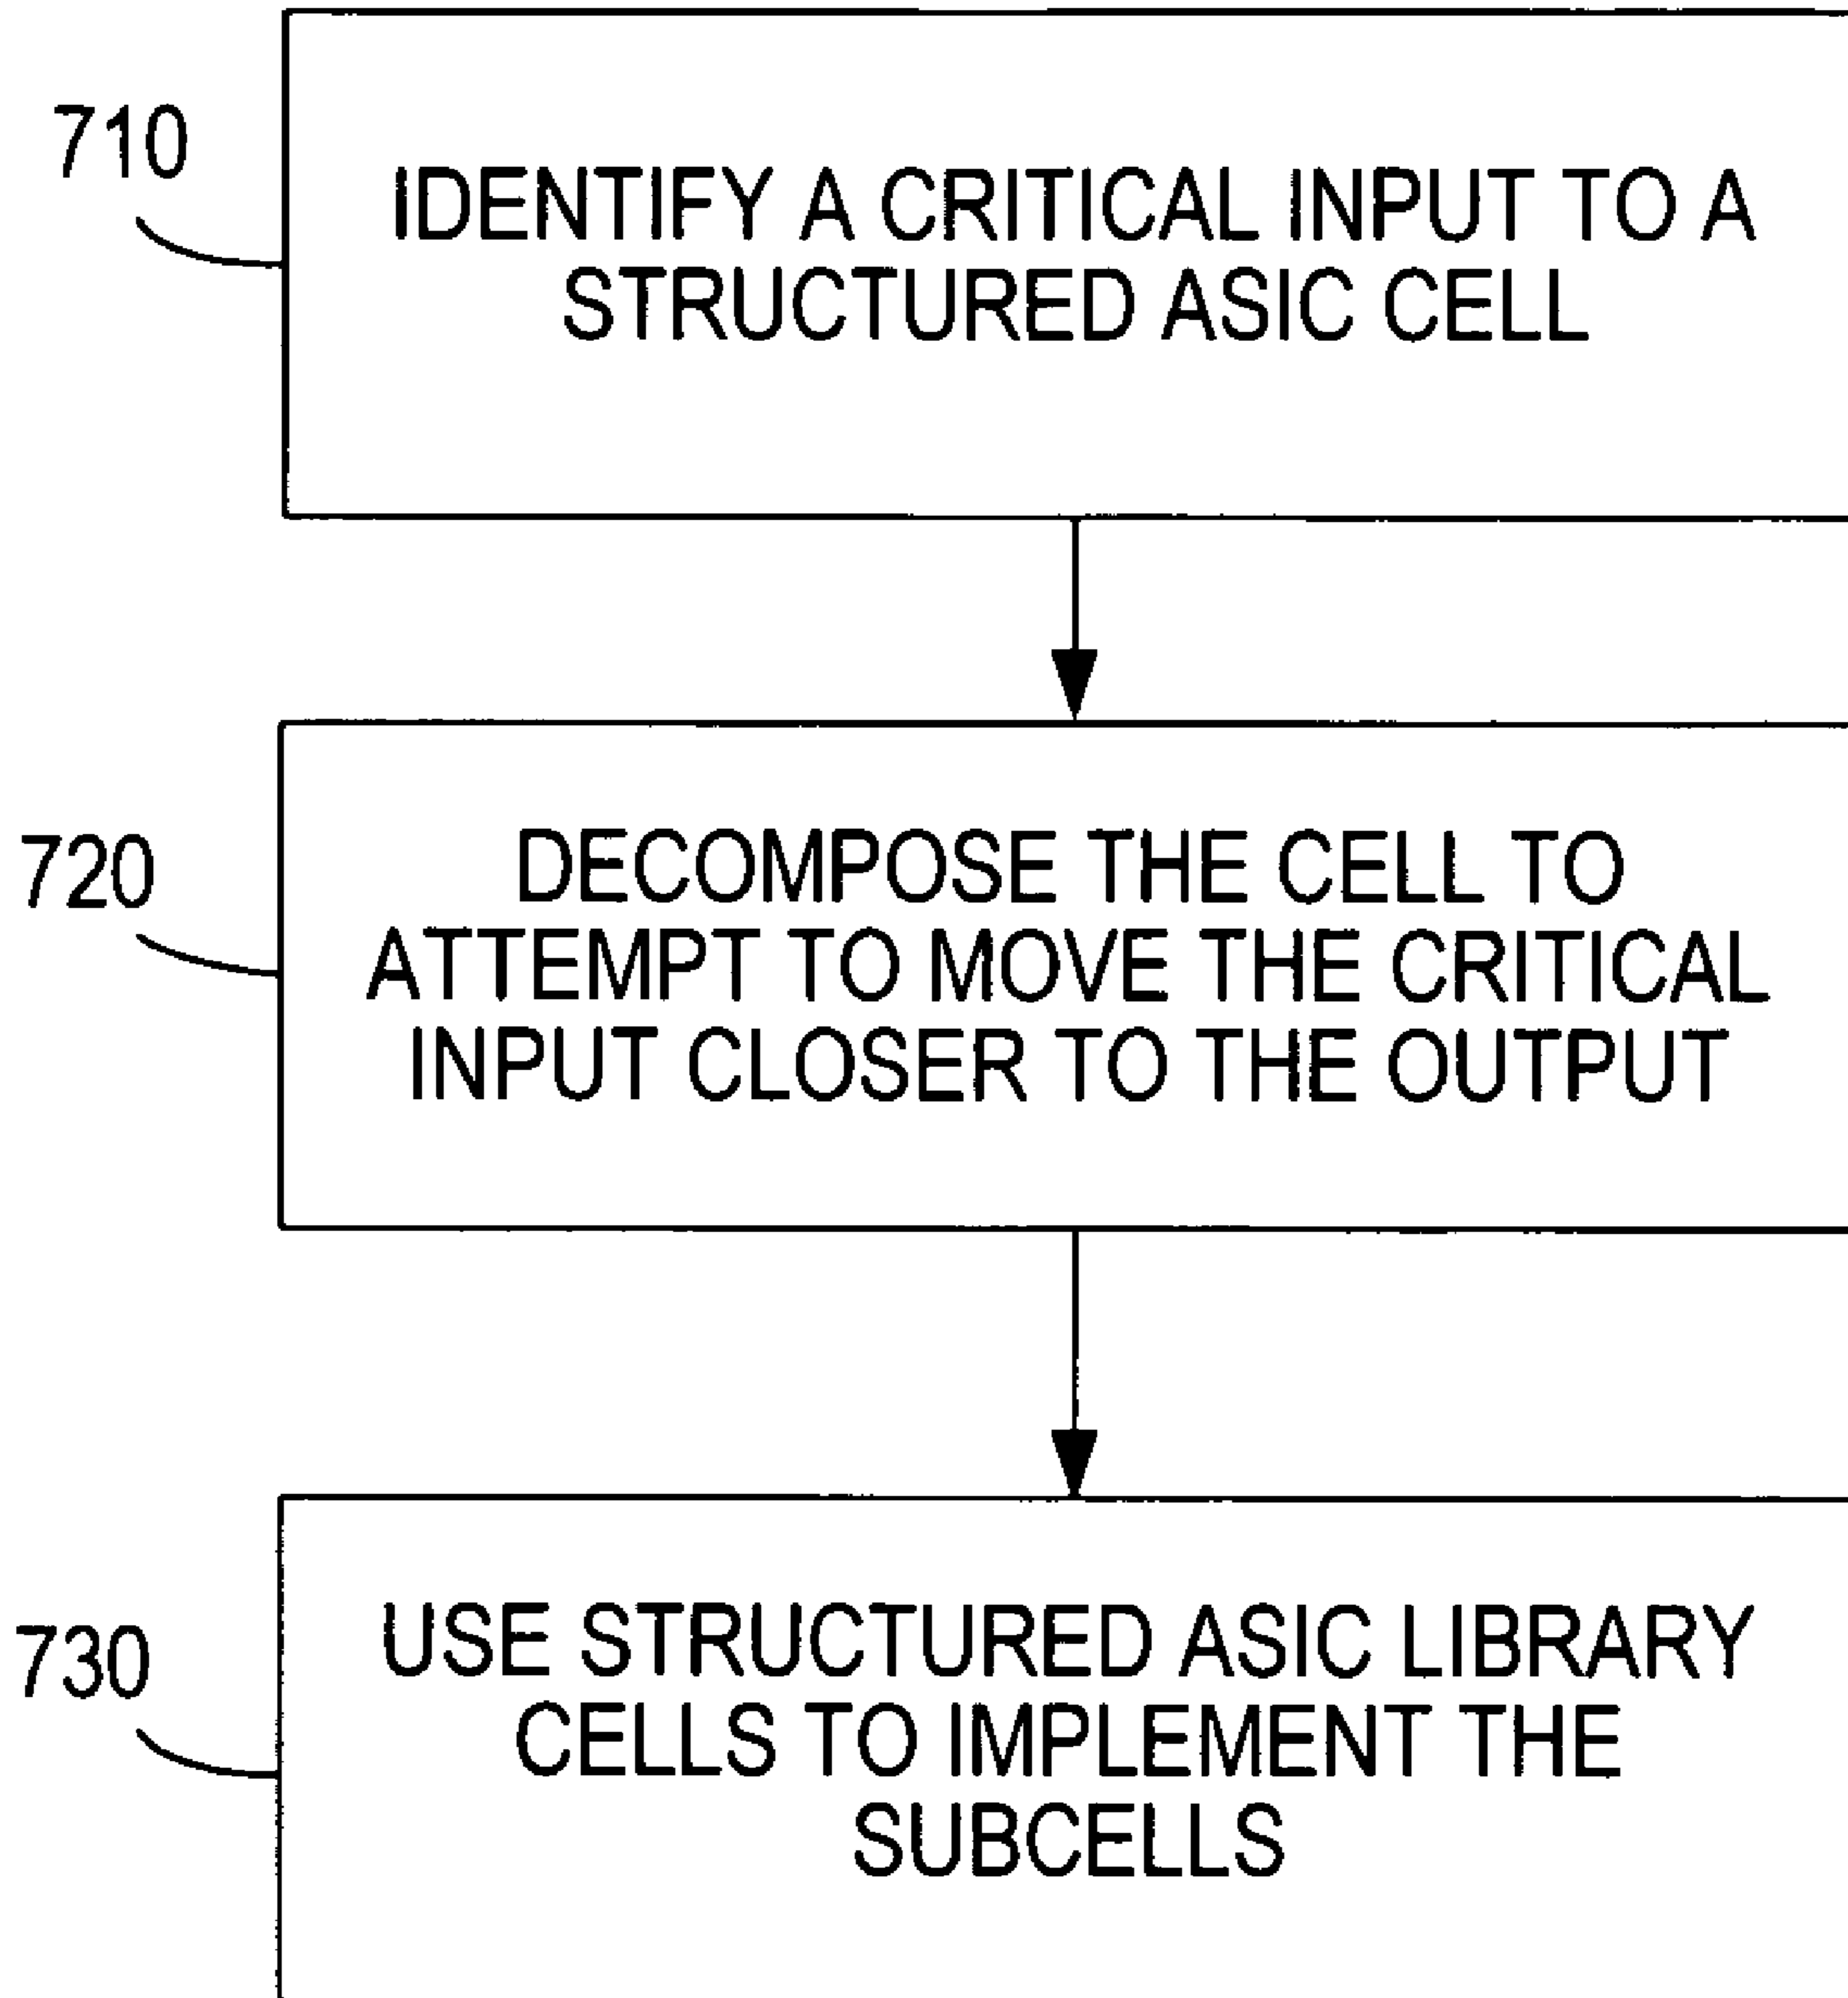 710
IDENTIFY A CRITICAL INPUT TO A
STRUCTURED ASIC CELL
720
DECOMPOSE THE CELL TO
ATTEMPT TO MOVE THE CRITICAL
INPUT CLOSER TO THE OUTPUT
730
USE STRUCTURED ASIC LIBRARY
CELLS TO IMPLEMENT THE
SUBCELLS